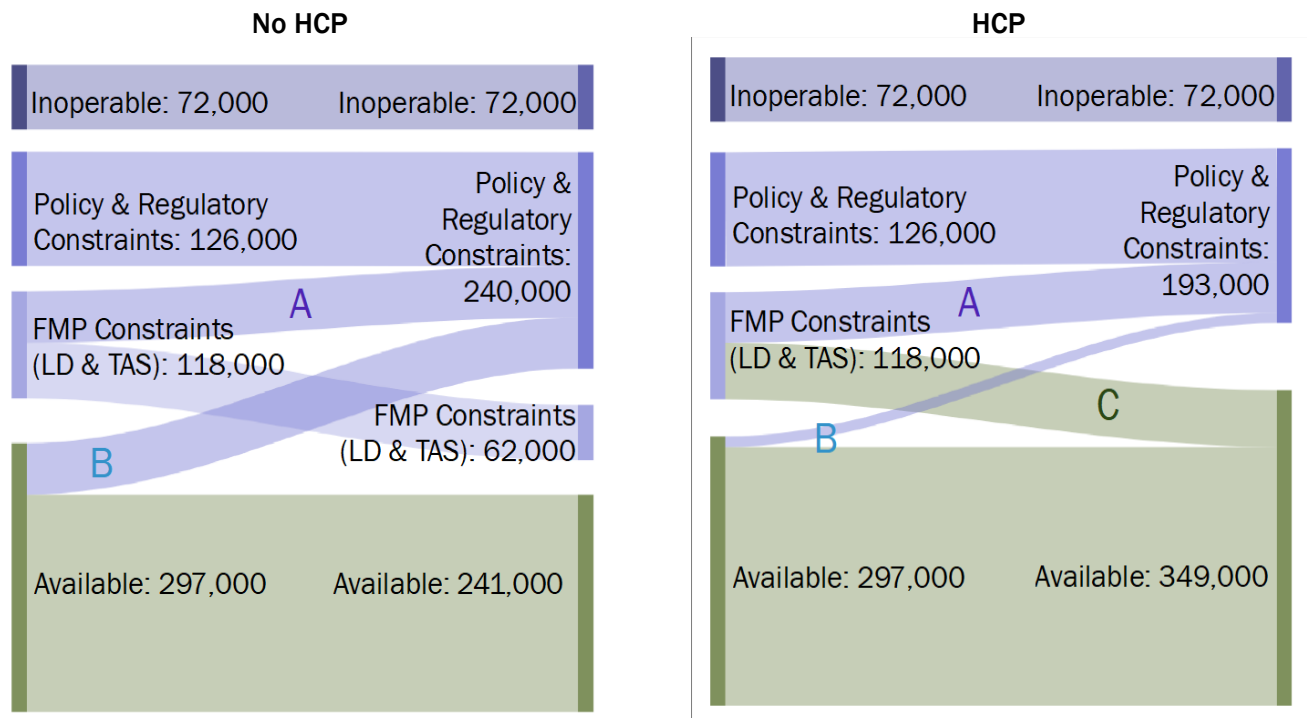 No HCP
Inoperable: 72,000
Inoperable: 72,000
Policy & Regulatory
Constraints: 126,000
Policy &
Regulatory
Constraints:
240,000
A
FMP Constraints
(LD & TAS): 118,000
FMP Constraints
(LD & TAS): 62,000
B
Available: 297,000
Available: 241,000
HCP
Inoperable: 72,000
Inoperable: 72,000
Policy & Regulatory
Constraints: 126,000
Policy &
Regulatory
Constraints:
193,000
A
FMP Constraints
(LD & TAS): 118,000
C
B
Available: 297,000
Available: 349,000